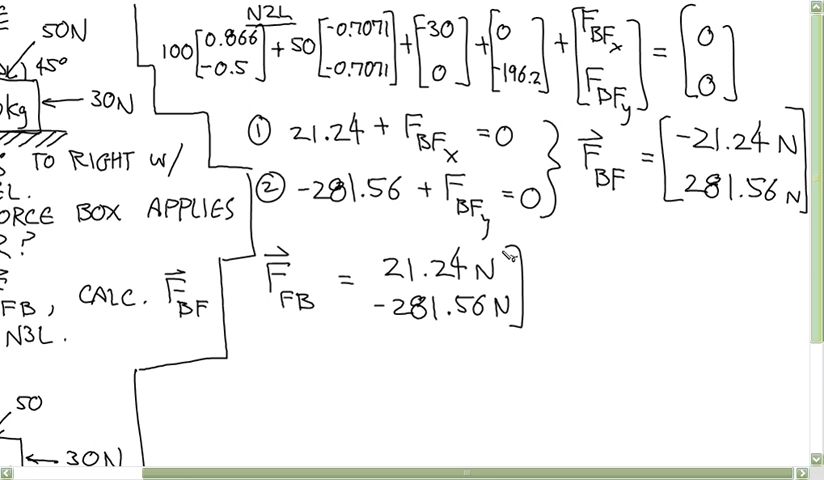 50N
45°
30N
0kg
TO RIGHT W/
EL.
ORCE BOX APPLIES
R?
FB, CALC. F⃗BF
N3L.
50
30N
N2L
100 [0.866 -0.5] + 50 [-0.7071 -0.7071] + [-30 0] + [0 -196.2] + [FBFx FBFy] = [0 0]
① 21.24 + FBFx = 0
② -281.56 + FBFy = 0
F⃗BF = [-21.24 N 281.56 N]
F⃗FB = 21.24 N -281.56 N]